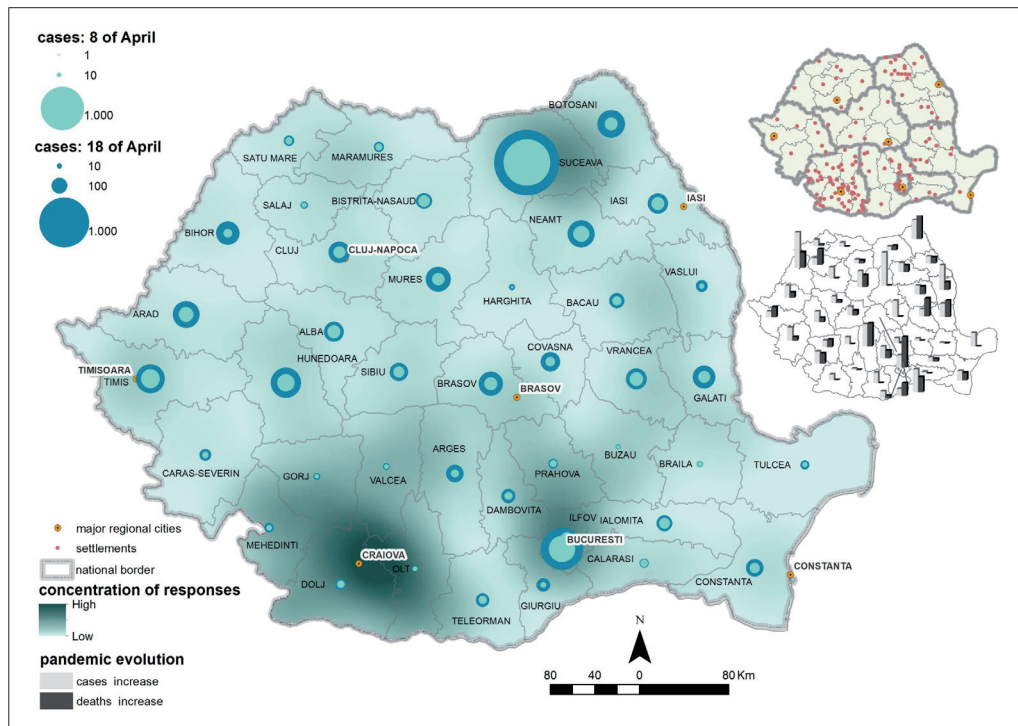 cases: 8 of April
1
10
1.000
cases: 18 of April
10
100
1.000
BOTOSANI
SATU MARE
MARAMURES
SUCEAVA
SALAJ
BISTRITA-NASAUD
IASI
IASI
BIHOR
NEAMT
CLUJ
CLUJ-NAPOCA
MURES
HARGHITA
BACAU
VASLUI
ARAD
ALBA
HUNEDOARA
COVASNA
VRANCEA
TIMISOARA
TIMIS
SIBIU
BRASOV
BRASOV
GALATI
CARAS-SEVERIN
GORJ
VALCEA
ARGES
PRAHOVA
BUZAU
BRAILA
TULCEA
DAMBOVITA
ILFOV
IALOMITA
MEHEDINTI
CRAIOVA
BUCURESTI
OLT
CALARASI
CONSTANTA
DOLJ
CONSTANTA
GIURGIU
TELEORMAN
major regional cities
settlements
national border
concentration of responses
High
Low
pandemic evolution
cases increase
deaths increase
N
80 40 0 80 Km